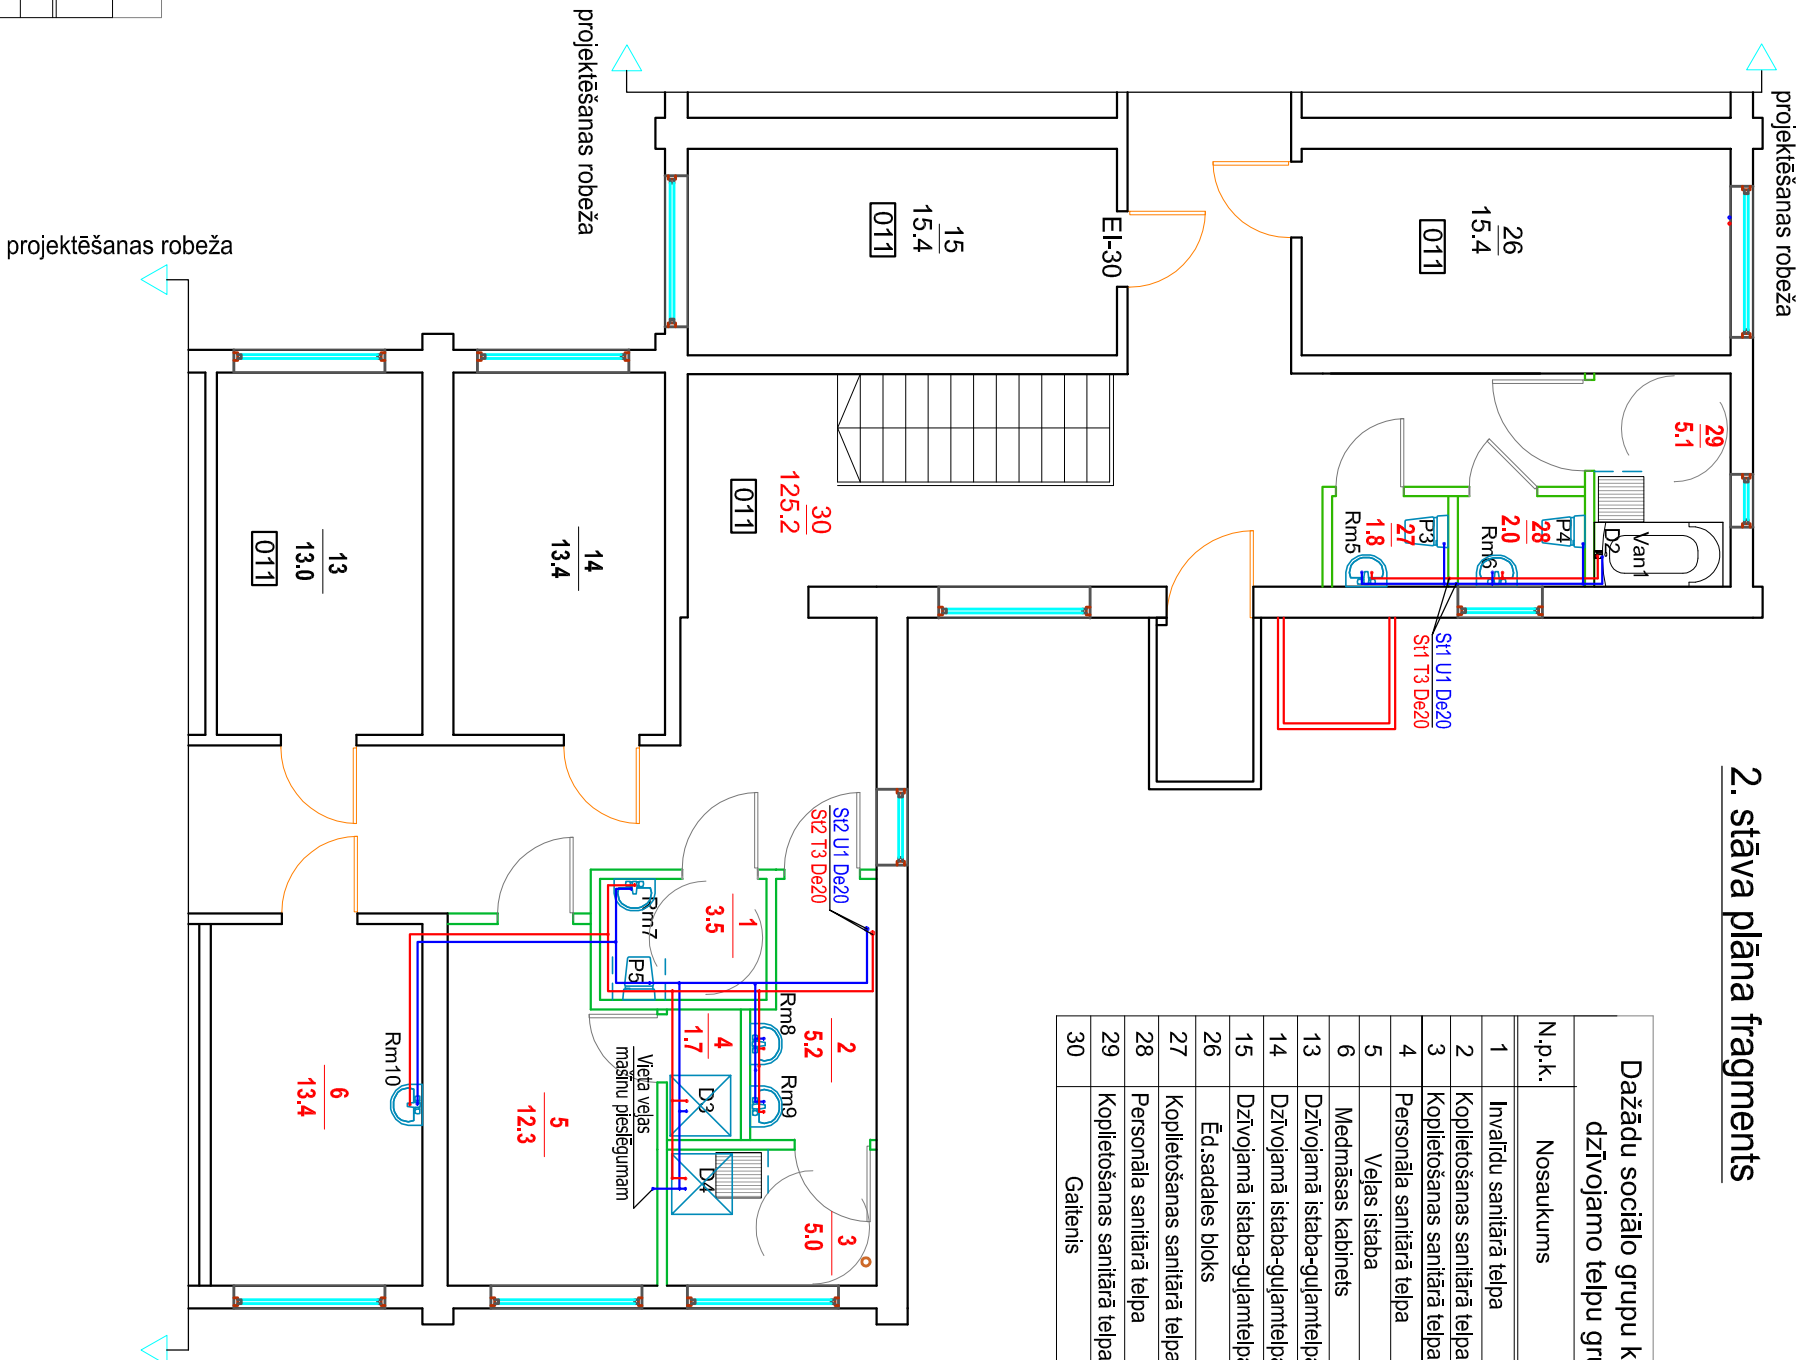 2. stāva plāna fragments
Dažādu sociālo grupu k
dzīvojamo telpu gru
N.p.k. Nosaukums
1 Invalīdu sanitārā telpa
2 Koplietošanas sanitārā telpa
3 Koplietošanas sanitārā telpa
4 Personāla sanitārā telpa
5 Veļas istaba
6 Medmāsas kabinets
13 Dzīvojamā istaba-guļamtelpa
14 Dzīvojamā istaba-guļamtelpa
15 Dzīvojamā istaba-guļamtelpa
26 Ēd.sadales bloks
27 Koplietošanas sanitārā telpa
28 Personāla sanitārā telpa
29 Koplietošanas sanitārā telpa
30 Gaitenis
projektēšanas robeža
projektēšanas robeža
projektēšanas robeža
26
15.4
011
15
15.4
011
EI-30
29
5.1
Van1
D2
P4
28
2.0
Rm6
P3
27
1.8
Rm5
St1 U1 De20
St1 T3 De20
30
125.2
011
14
13.4
13
13.0
011
St2 U1 De20
St2 T3 De20
1
3.5
Rm7
P5
2
5.2
Rm8
Rm9
4
1.7
D3
D4
3
5.0
Vieta veļas
mašīnu pieslēgumam
5
12.3
6
13.4
Rm10